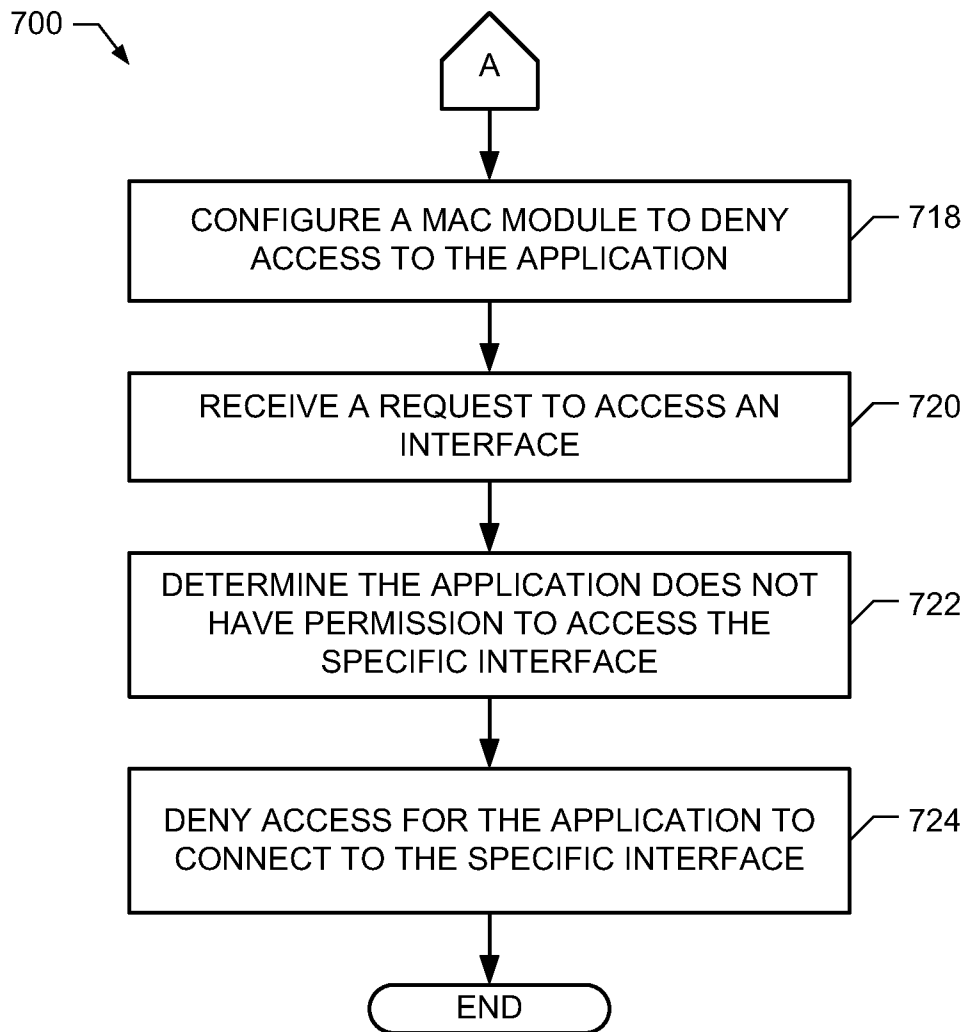 700
A
CONFIGURE A MAC MODULE TO DENY
ACCESS TO THE APPLICATION
718
RECEIVE A REQUEST TO ACCESS AN
INTERFACE
720
DETERMINE THE APPLICATION DOES NOT
HAVE PERMISSION TO ACCESS THE
SPECIFIC INTERFACE
722
DENY ACCESS FOR THE APPLICATION TO
CONNECT TO THE SPECIFIC INTERFACE
724
END